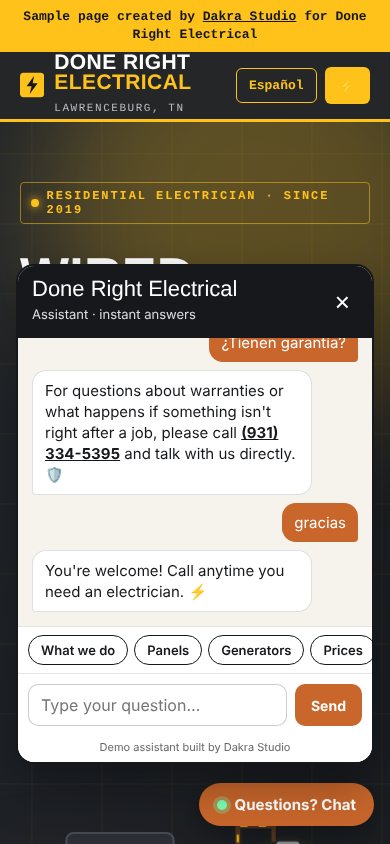 Sample page created by Dakra Studio for Done
Right Electrical
DONE RIGHT
ELECTRICAL
LAWRENCEBURG, TN
Español
⚡
RESIDENTIAL ELECTRICIAN · SINCE
2019
WIRED
Done Right Electrical
Assistant · instant answers
✕
¿Tienen garantía?
For questions about warranties or
what happens if something isn't
right after a job, please call (931)
334-5395 and talk with us directly.
🛡️
gracias
You're welcome! Call anytime you
need an electrician. ⚡
What we do
Panels
Generators
Prices
Type your question...
Send
Demo assistant built by Dakra Studio
Questions? Chat